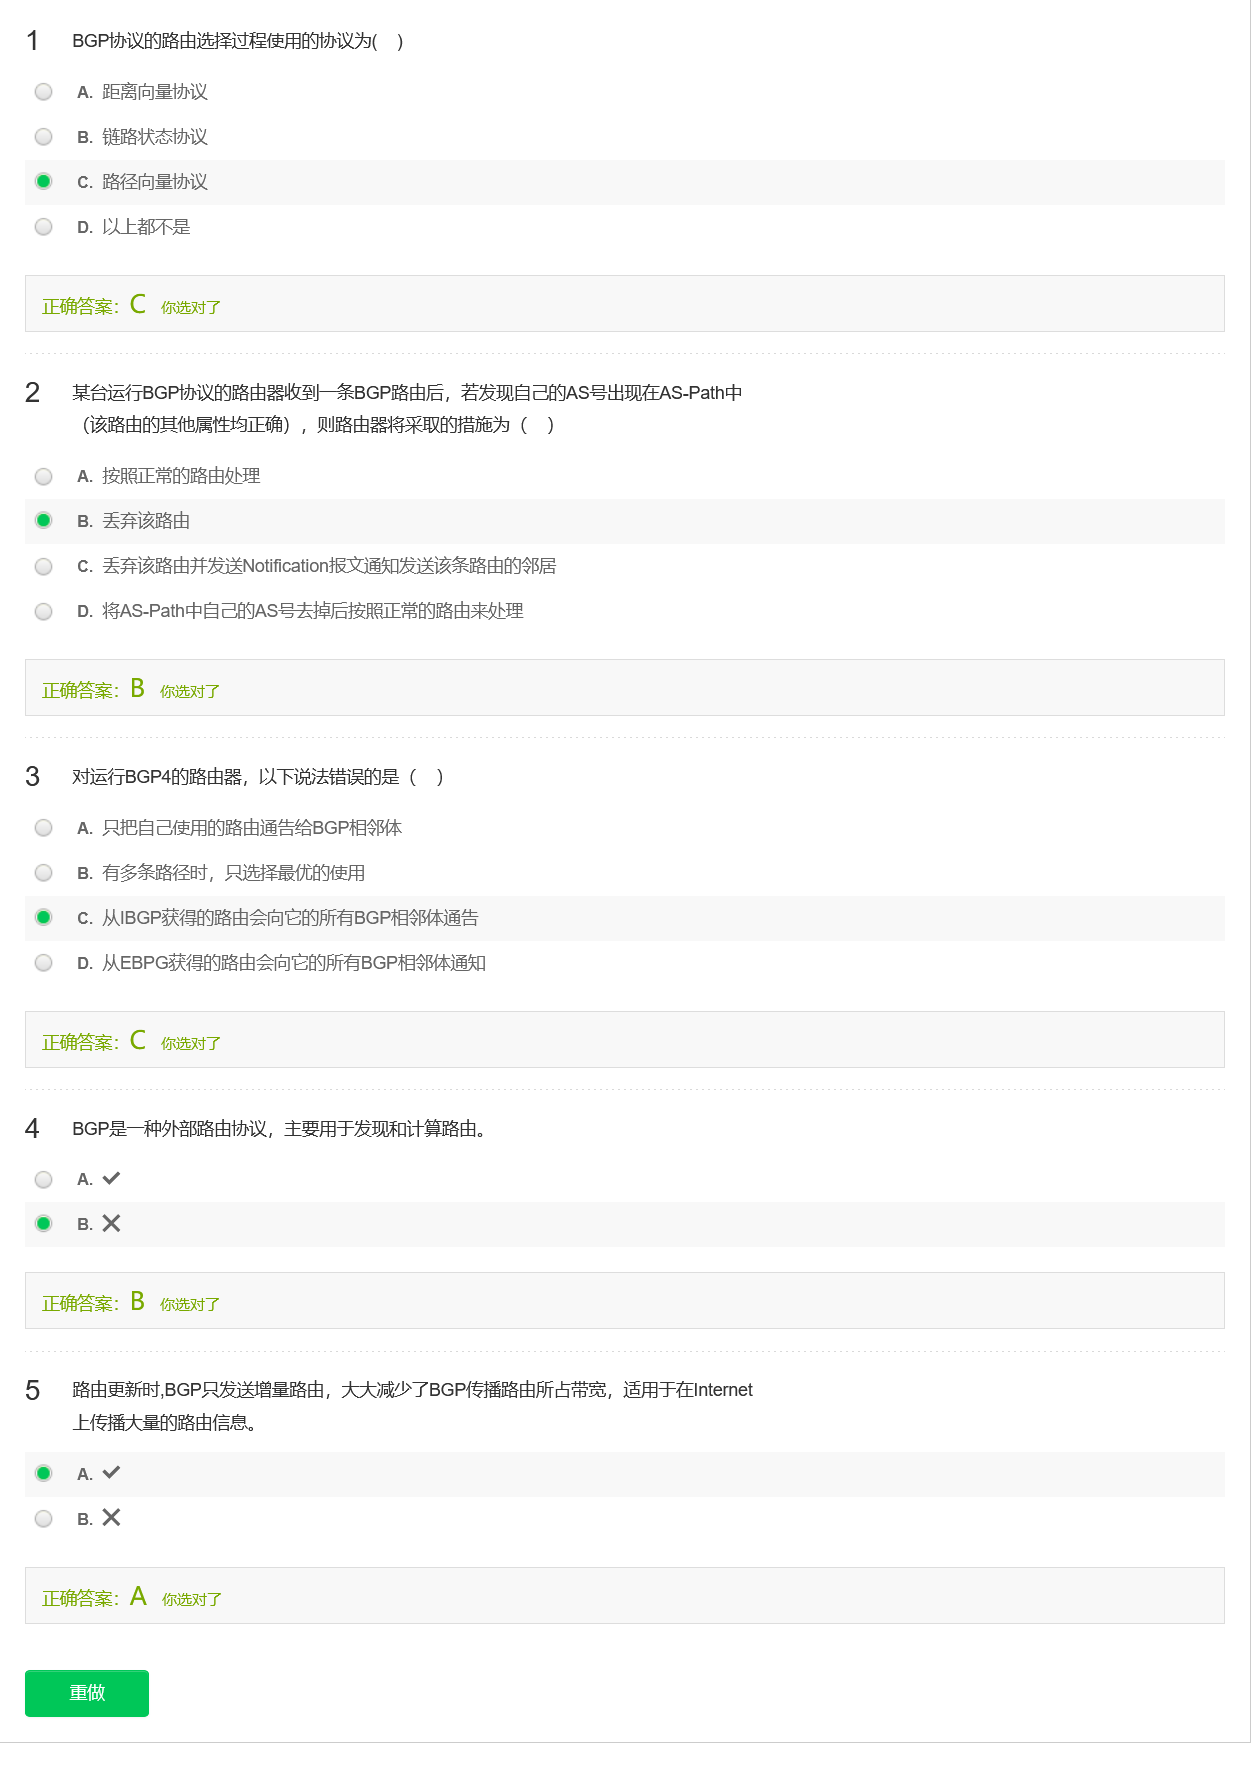 1 BGP协议的路由选择过程使用的协议为( )
A. 距离向量协议
B. 链路状态协议
C. 路径向量协议
D. 以上都不是
正确答案：C 你选对了
2 某台运行BGP协议的路由器收到一条BGP路由后，若发现自己的AS号出现在AS-Path中
（该路由的其他属性均正确），则路由器将采取的措施为（ ）
A. 按照正常的路由处理
B. 丢弃该路由
C. 丢弃该路由并发送Notification报文通知发送该条路由的邻居
D. 将AS-Path中自己的AS号去掉后按照正常的路由来处理
正确答案：B 你选对了
3 对运行BGP4的路由器，以下说法错误的是（ ）
A. 只把自己使用的路由通告给BGP相邻体
B. 有多条路径时，只选择最优的使用
C. 从IBGP获得的路由会向它的所有BGP相邻体通告
D. 从EBPG获得的路由会向它的所有BGP相邻体通知
正确答案：C 你选对了
4 BGP是一种外部路由协议，主要用于发现和计算路由。
A. ✔
B. ✕
正确答案：B 你选对了
5 路由更新时,BGP只发送增量路由，大大减少了BGP传播路由所占带宽，适用于在Internet
上传播大量的路由信息。
A. ✔
B. ✕
正确答案：A 你选对了
重做